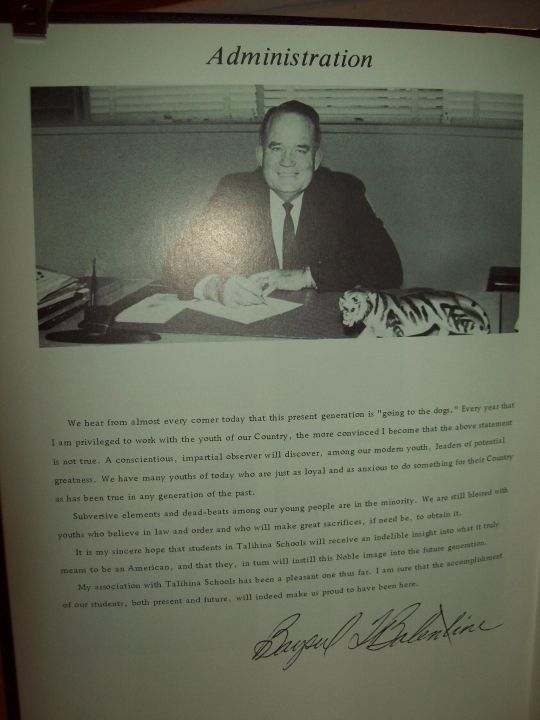 Administration
We hear from almost every corner today that this present generation is "going to the dogs." Every year that
I am privileged to work with the youth of our Country, the more convinced I become that the above statement
is not true. A conscientious, impartial observer will discover, among our modern youth, leaders of potential
greatness. We have many youths of today who are just as loyal and as anxious to do something for their Country
as has been true in any generation of the past.
Subversive elements and dead-beats among our young people are in the minority. We are still blessed with
youths who believe in law and order and who will make great sacrifices, if need be, to obtain it.
It is my sincere hope that students in Talihina Schools will receive an indelible insight into what it truly
meant to be an American, and that they, in turn will instill this Noble image into the future generation.
My association with Talihina Schools has been a pleasant one thus far. I am sure that the accomplishment
of our students, both present and future, will indeed make us proud to have been here.